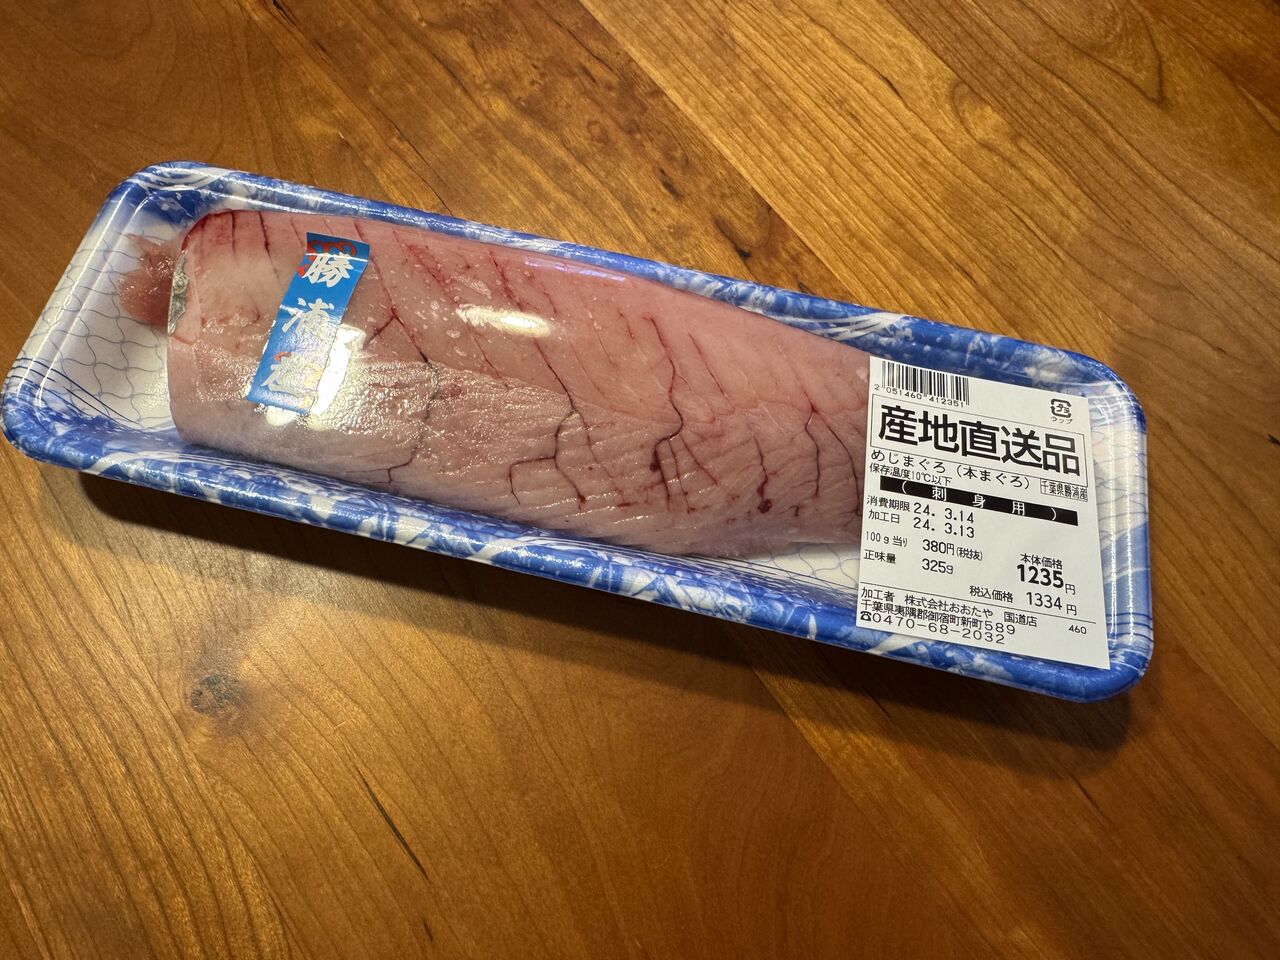 勝浦産
2 051460 412351
ラップ
産地直送品
めじまぐろ（本まぐろ）
千葉県勝浦産
保存温度10℃以下
（刺身用）
消費期限 24. 3.14
加工日 24. 3.13
100g当り 380円(税抜)
正味量 325g
本体価格
1235円
税込価格 1334円
加工者 株式会社おおたや 国道店
千葉県夷隅郡御宿町新町589
☎0470-68-2032
460